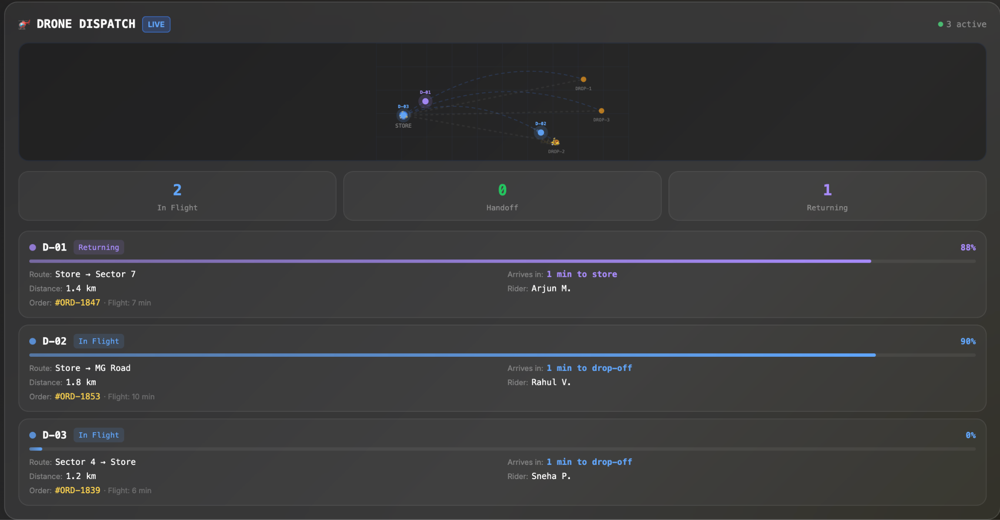 DRONE DISPATCH LIVE
3 active
D-01
DROP-1
D-03
STORE
DROP-3
D-02
DROP-2
2
In Flight
0
Handoff
1
Returning
D-01 Returning 88%
Route: Store → Sector 7
Arrives in: 1 min to store
Distance: 1.4 km
Rider: Arjun M.
Order: #ORD-1847 · Flight: 7 min
D-02 In Flight 90%
Route: Store → MG Road
Arrives in: 1 min to drop-off
Distance: 1.8 km
Rider: Rahul V.
Order: #ORD-1853 · Flight: 10 min
D-03 In Flight 0%
Route: Sector 4 → Store
Arrives in: 1 min to drop-off
Distance: 1.2 km
Rider: Sneha P.
Order: #ORD-1839 · Flight: 6 min